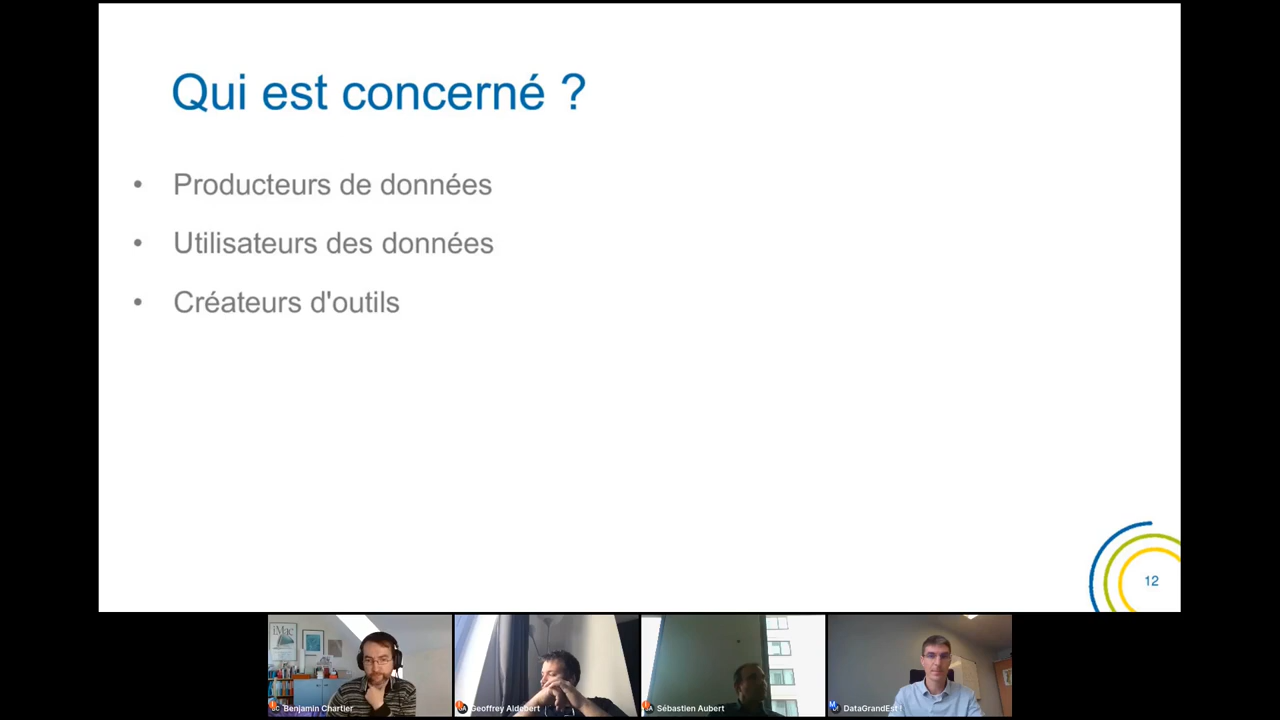 Qui est concerné ?
• Producteurs de données
• Utilisateurs des données
• Créateurs d'outils
12
iMac
Benjamin Chartier
Geoffrey Aldebert
Sébastien Aubert
DataGrandEst !